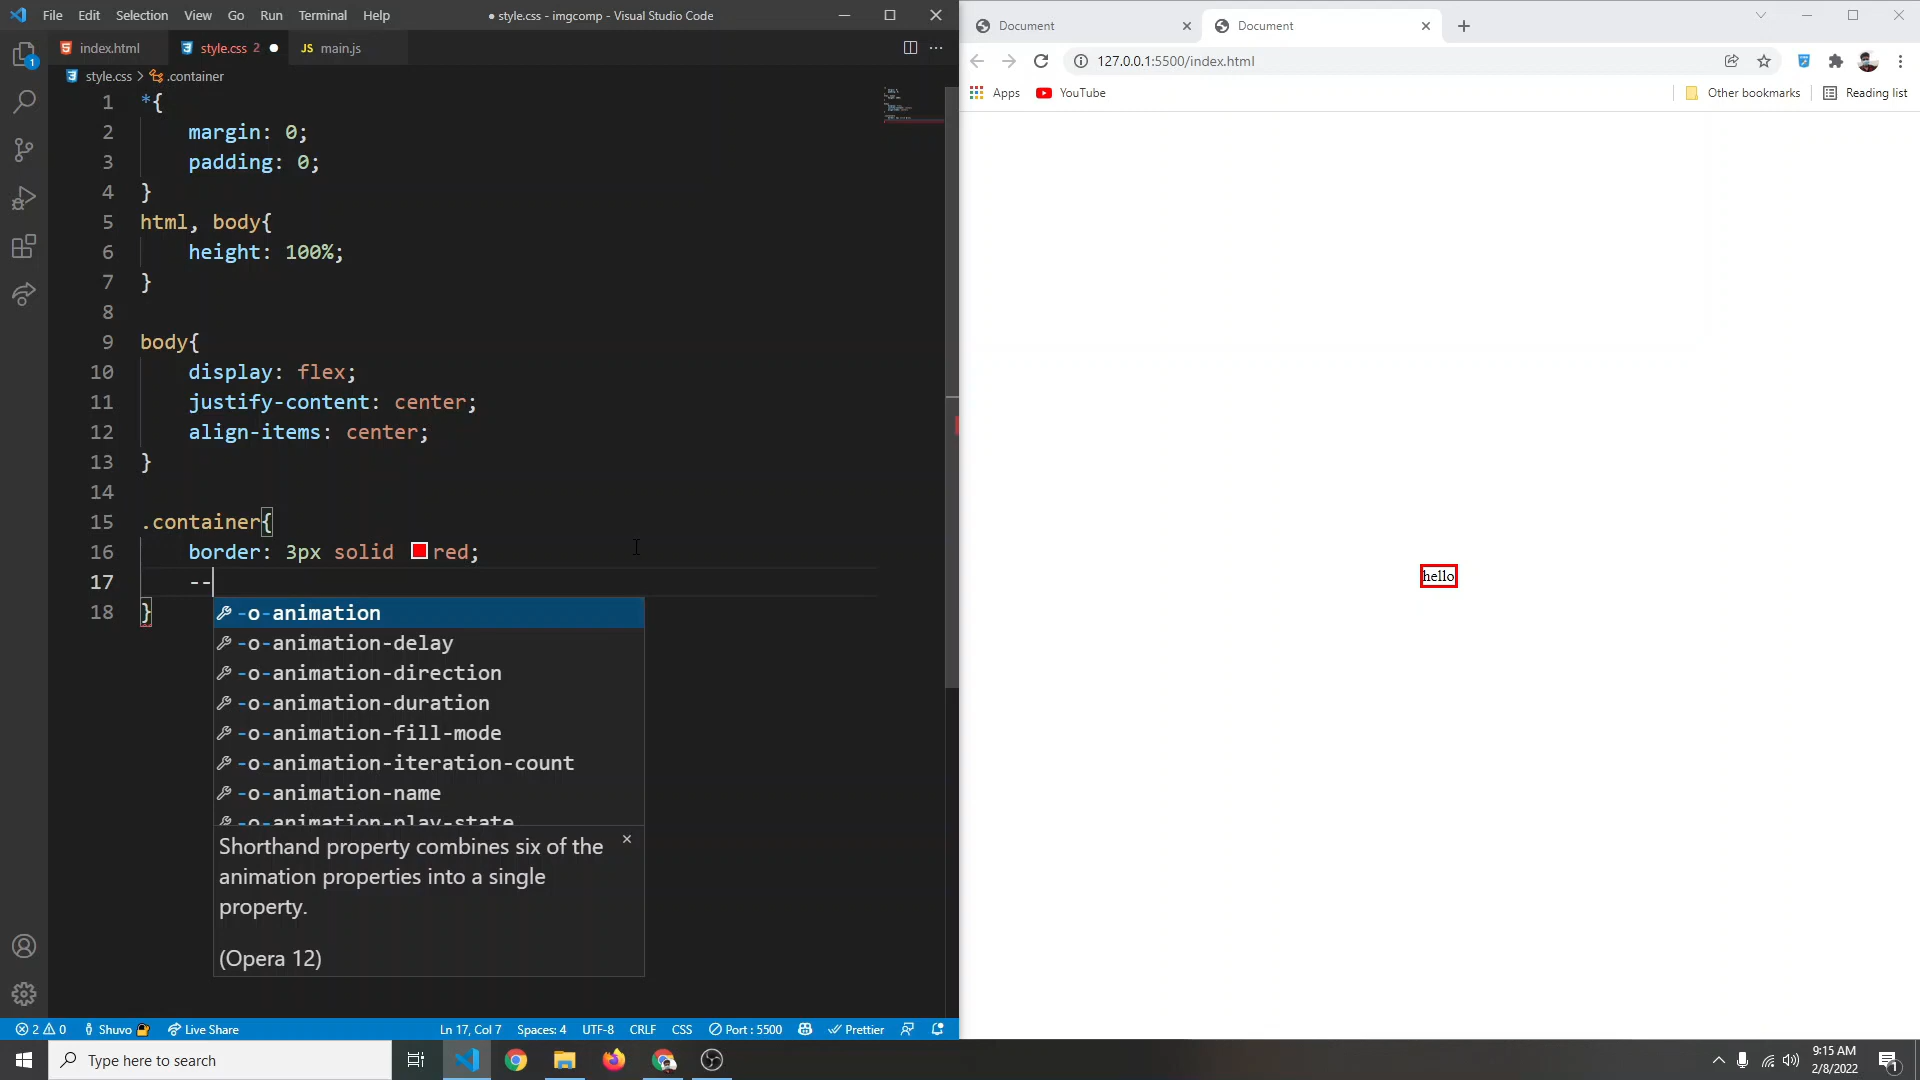 File Edit Selection View Go Run Terminal Help
● style.css - imgcomp - Visual Studio Code
index.html
style.css 2
JS main.js
style.css > .container
1 *{
2 margin: 0;
3 padding: 0;
4 }
5 html, body{
6 height: 100%;
7 }
8
9 body{
10 display: flex;
11 justify-content: center;
12 align-items: center;
13 }
14
15 .container{
16 border: 3px solid red;
17 --
18 }
-o-animation
-o-animation-delay
-o-animation-direction
-o-animation-duration
-o-animation-fill-mode
-o-animation-iteration-count
-o-animation-name
-o-animation-play-state
Shorthand property combines six of the
animation properties into a single
property.
(Opera 12)
1
2 0 Shuvo Live Share Ln 17, Col 7 Spaces: 4 UTF-8 CRLF CSS Port : 5500 Prettier
Document
Document
127.0.0.1:5500/index.html
Apps YouTube Other bookmarks Reading list
hello
Type here to search
9:15 AM
2/8/2022
1